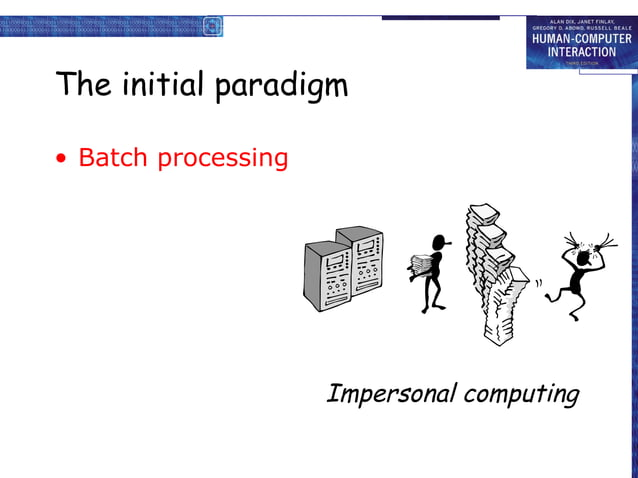 ALAN DIX, JANET FINLAY,
GREGORY D. ABOWD, RUSSELL BEALE
HUMAN-COMPUTER
INTERACTION
THIRD EDITION
The initial paradigm
• Batch processing
Impersonal computing